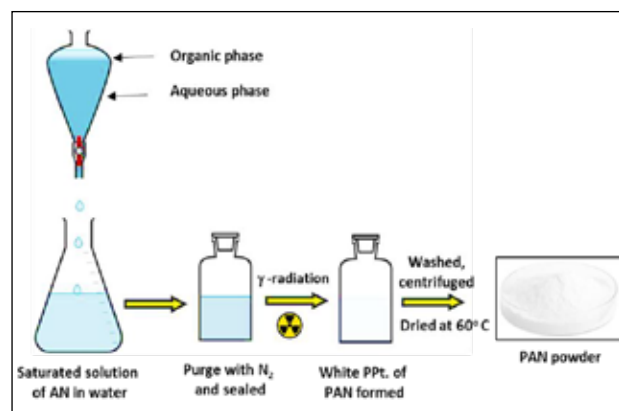 Organic phase
Aqueous phase
γ-radiation
Washed,
centrifuged
Dried at 60° C
Saturated solution
of AN in water
Purge with N₂
and sealed
White PPt. of
PAN formed
PAN powder